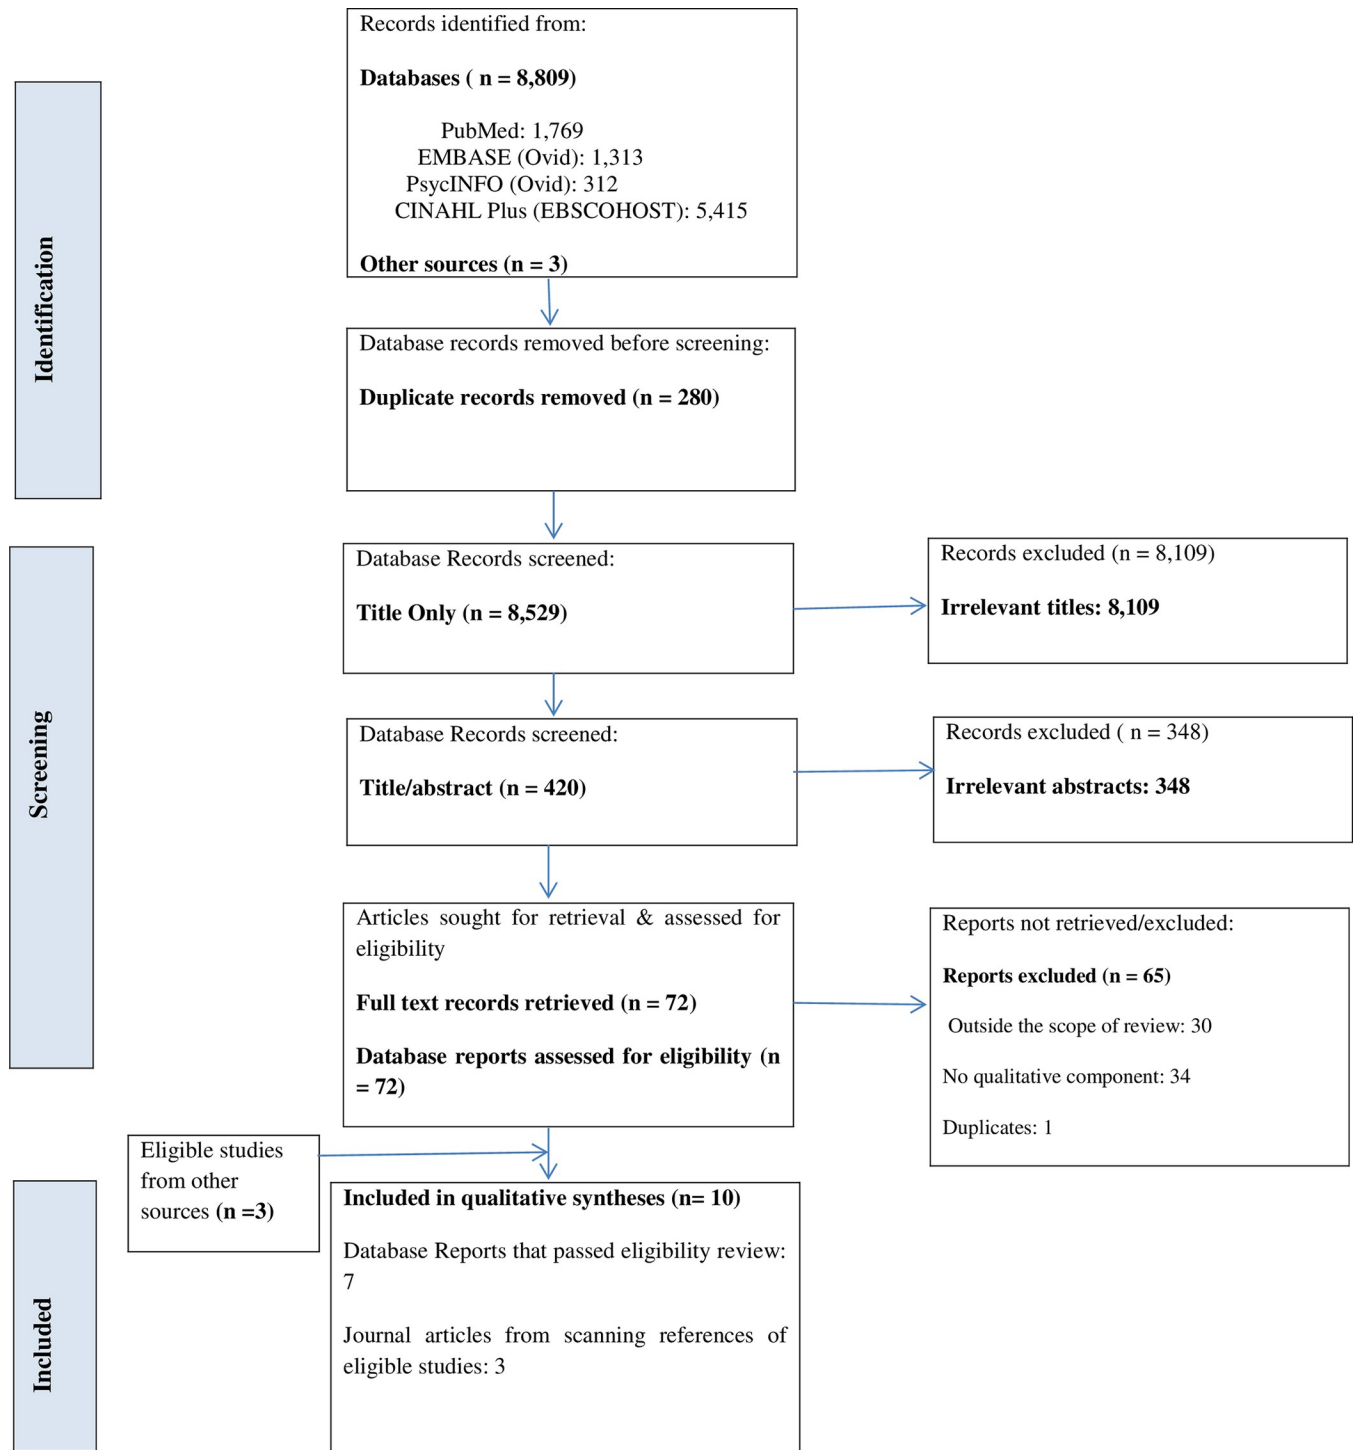 Identification
Records identified from:
Databases ( n = 8,809)
PubMed: 1,769
EMBASE (Ovid): 1,313
PsycINFO (Ovid): 312
CINAHL Plus (EBSCOHOST): 5,415
Other sources (n = 3)
Database records removed before screening:
Duplicate records removed (n = 280)
Screening
Database Records screened:
Title Only (n = 8,529)
Records excluded (n = 8,109)
Irrelevant titles: 8,109
Database Records screened:
Title/abstract (n = 420)
Records excluded ( n = 348)
Irrelevant abstracts: 348
Articles sought for retrieval & assessed for
eligibility
Full text records retrieved (n = 72)
Database reports assessed for eligibility (n
= 72)
Reports not retrieved/excluded:
Reports excluded (n = 65)
Outside the scope of review: 30
No qualitative component: 34
Duplicates: 1
Eligible studies
from other
sources (n =3)
Included
Included in qualitative syntheses (n= 10)
Database Reports that passed eligibility review:
7
Journal articles from scanning references of
eligible studies: 3